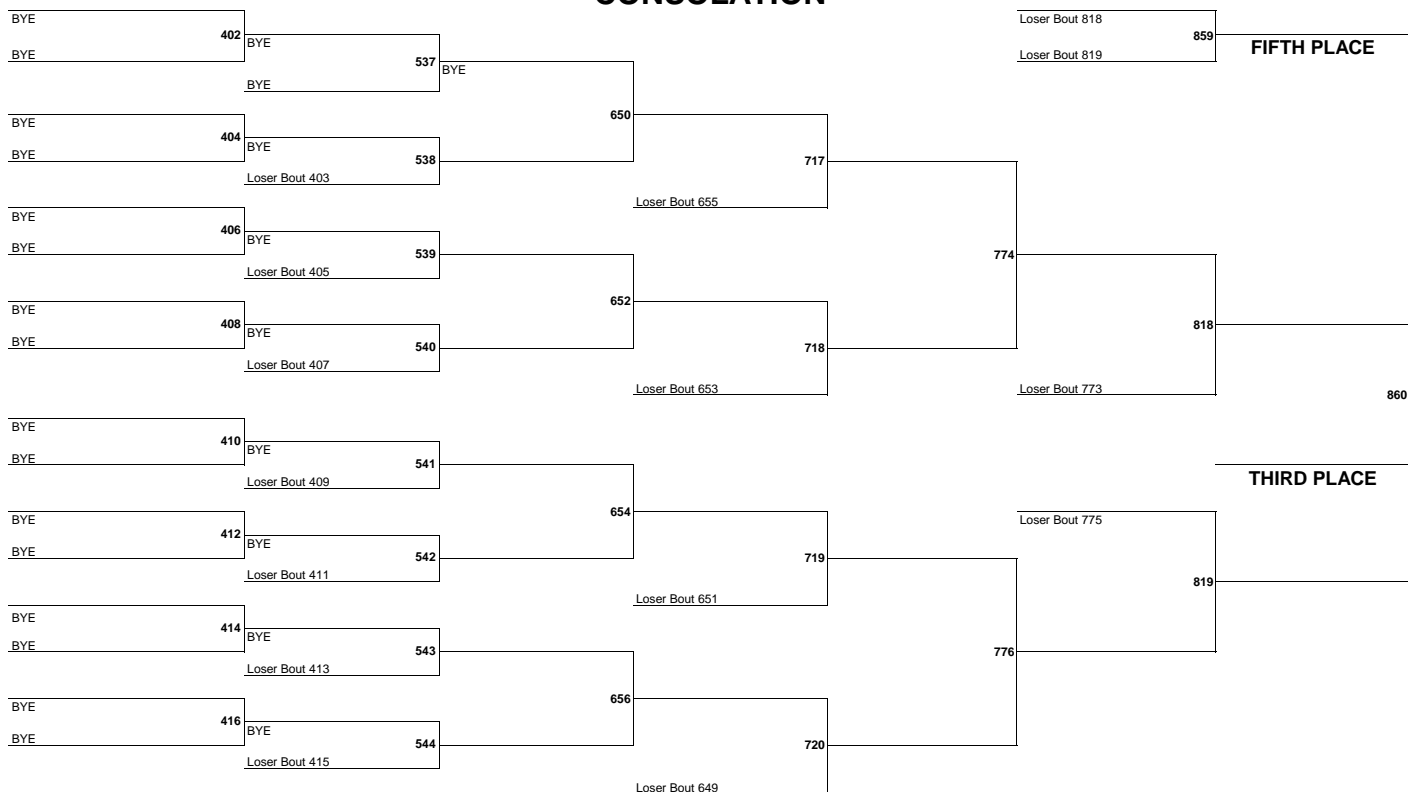 CONSOLATION
BYE
402
BYE
BYE
537
BYE
BYE
650
BYE
404
BYE
BYE
538
Loser Bout 403
717
Loser Bout 655
BYE
406
BYE
BYE
539
Loser Bout 405
774
652
BYE
408
BYE
BYE
540
Loser Bout 407
718
Loser Bout 653
818
Loser Bout 773
860
BYE
410
BYE
BYE
541
Loser Bout 409
654
BYE
412
BYE
BYE
542
Loser Bout 411
719
Loser Bout 651
BYE
414
BYE
BYE
543
Loser Bout 413
776
656
BYE
416
BYE
BYE
544
Loser Bout 415
720
Loser Bout 649
Loser Bout 818
859
Loser Bout 819
FIFTH PLACE
THIRD PLACE
Loser Bout 775
819